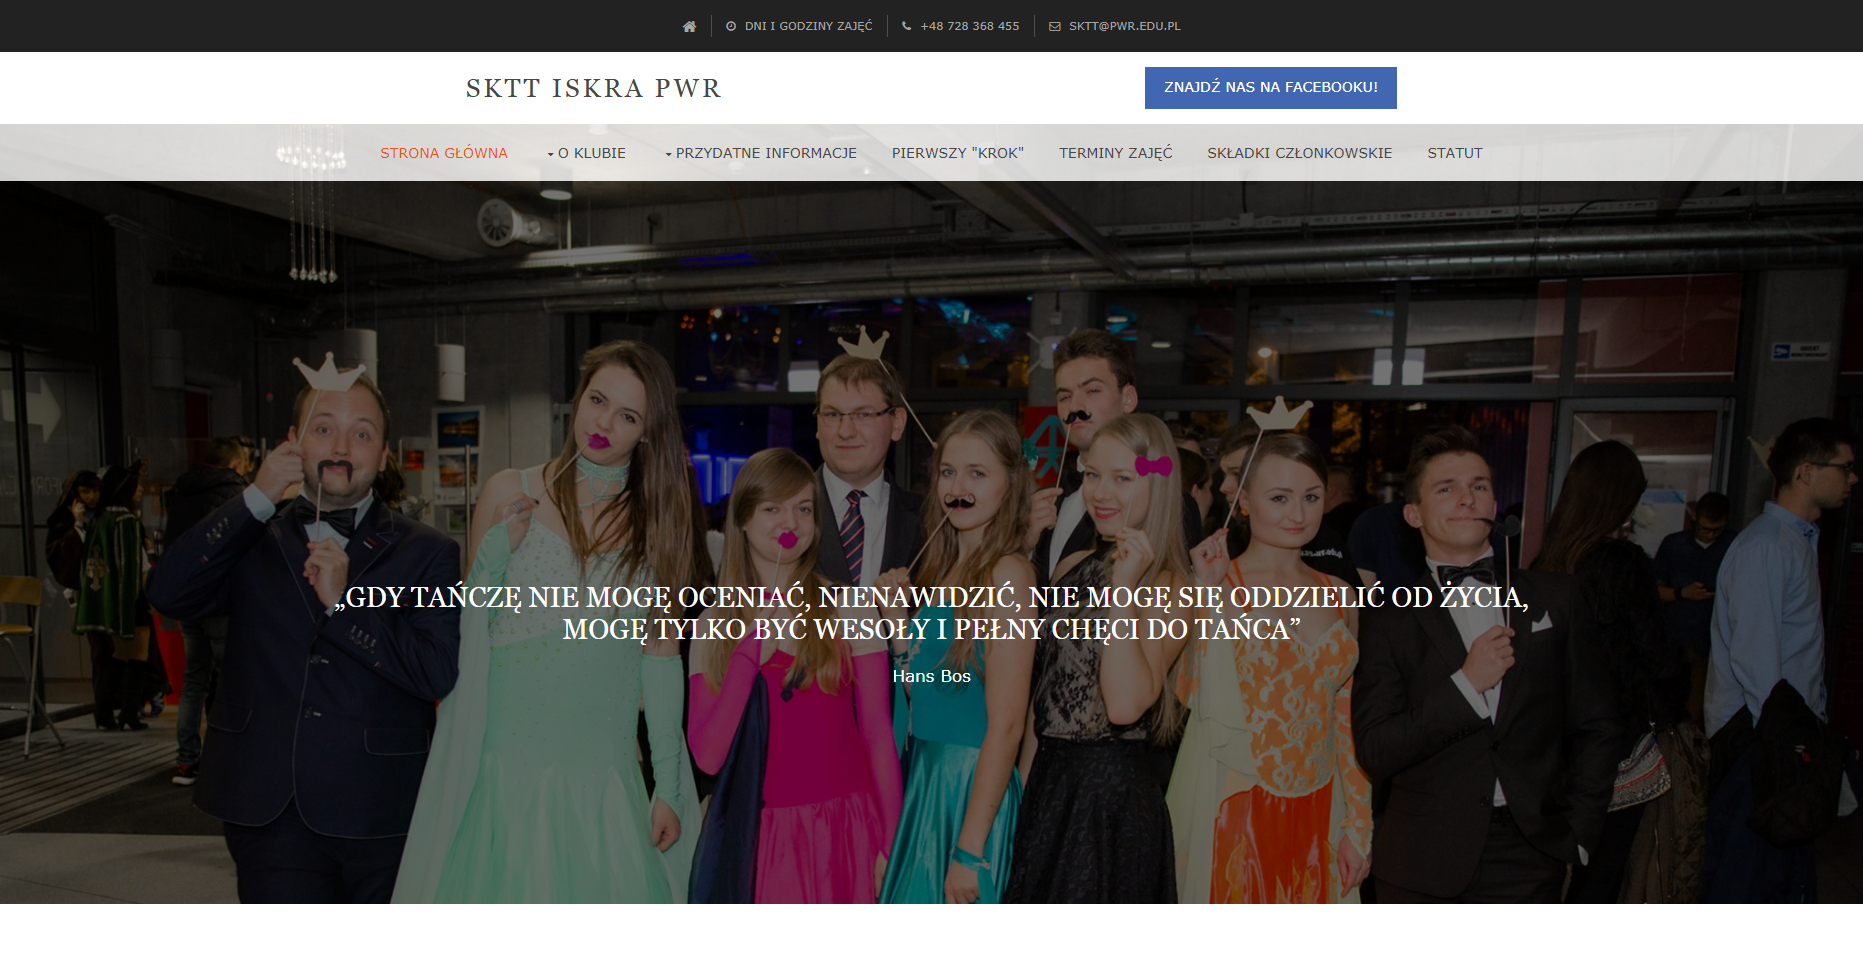 DNI I GODZINY ZAJĘĆ
+48 728 368 455
SKTT@PWR.EDU.PL
SKTT ISKRA PWR
ZNAJDŹ NAS NA FACEBOOKU!
STRONA GŁÓWNA
O KLUBIE
PRZYDATNE INFORMACJE
PIERWSZY "KROK"
TERMINY ZAJĘĆ
SKŁADKI CZŁONKOWSKIE
STATUT
„GDY TAŃCZĘ NIE MOGĘ OCENIAĆ, NIENAWIDZIĆ, NIE MOGĘ SIĘ ODDZIELIĆ OD ŻYCIA,
MOGĘ TYLKO BYĆ WESOŁY I PEŁNY CHĘCI DO TAŃCA”
Hans Bos